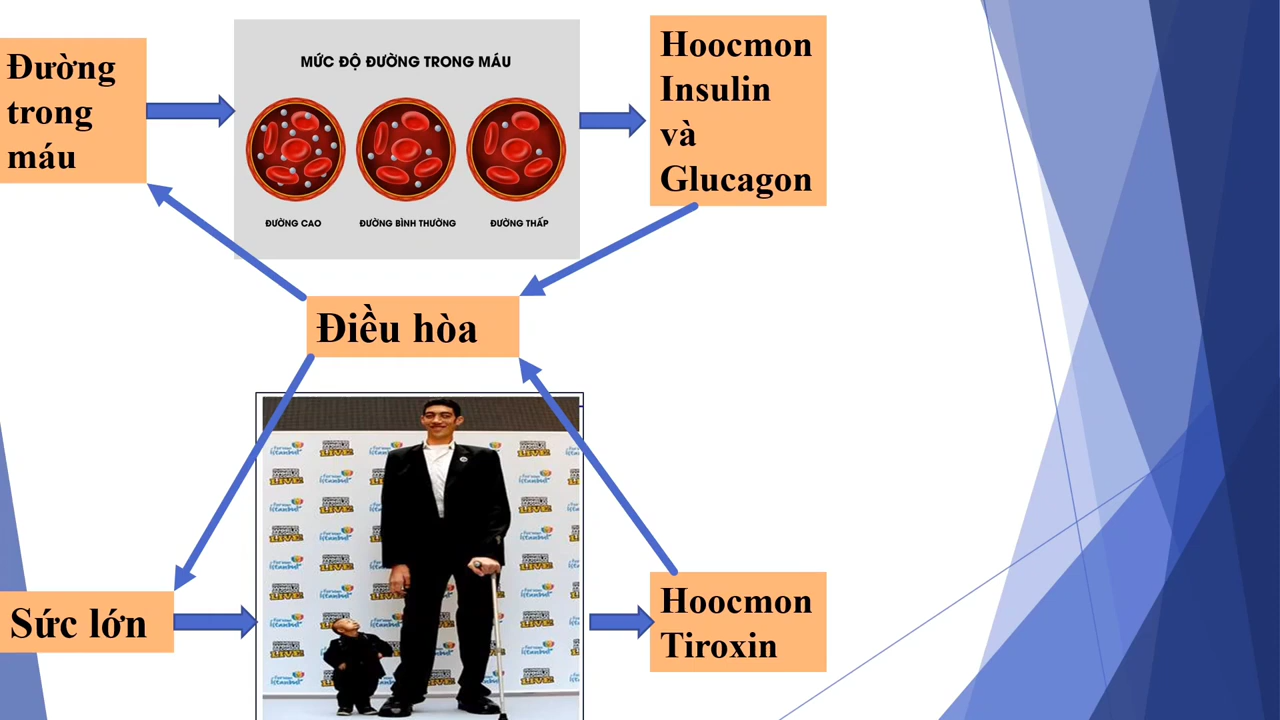 Đường
trong
máu
MỨC ĐỘ ĐƯỜNG TRONG MÁU
ĐƯỜNG CAO
ĐƯỜNG BÌNH THƯỜNG
ĐƯỜNG THẤP
Hoocmon
Insulin
và
Glucagon
Điều hòa
Sức lớn
Hoocmon
Tiroxin